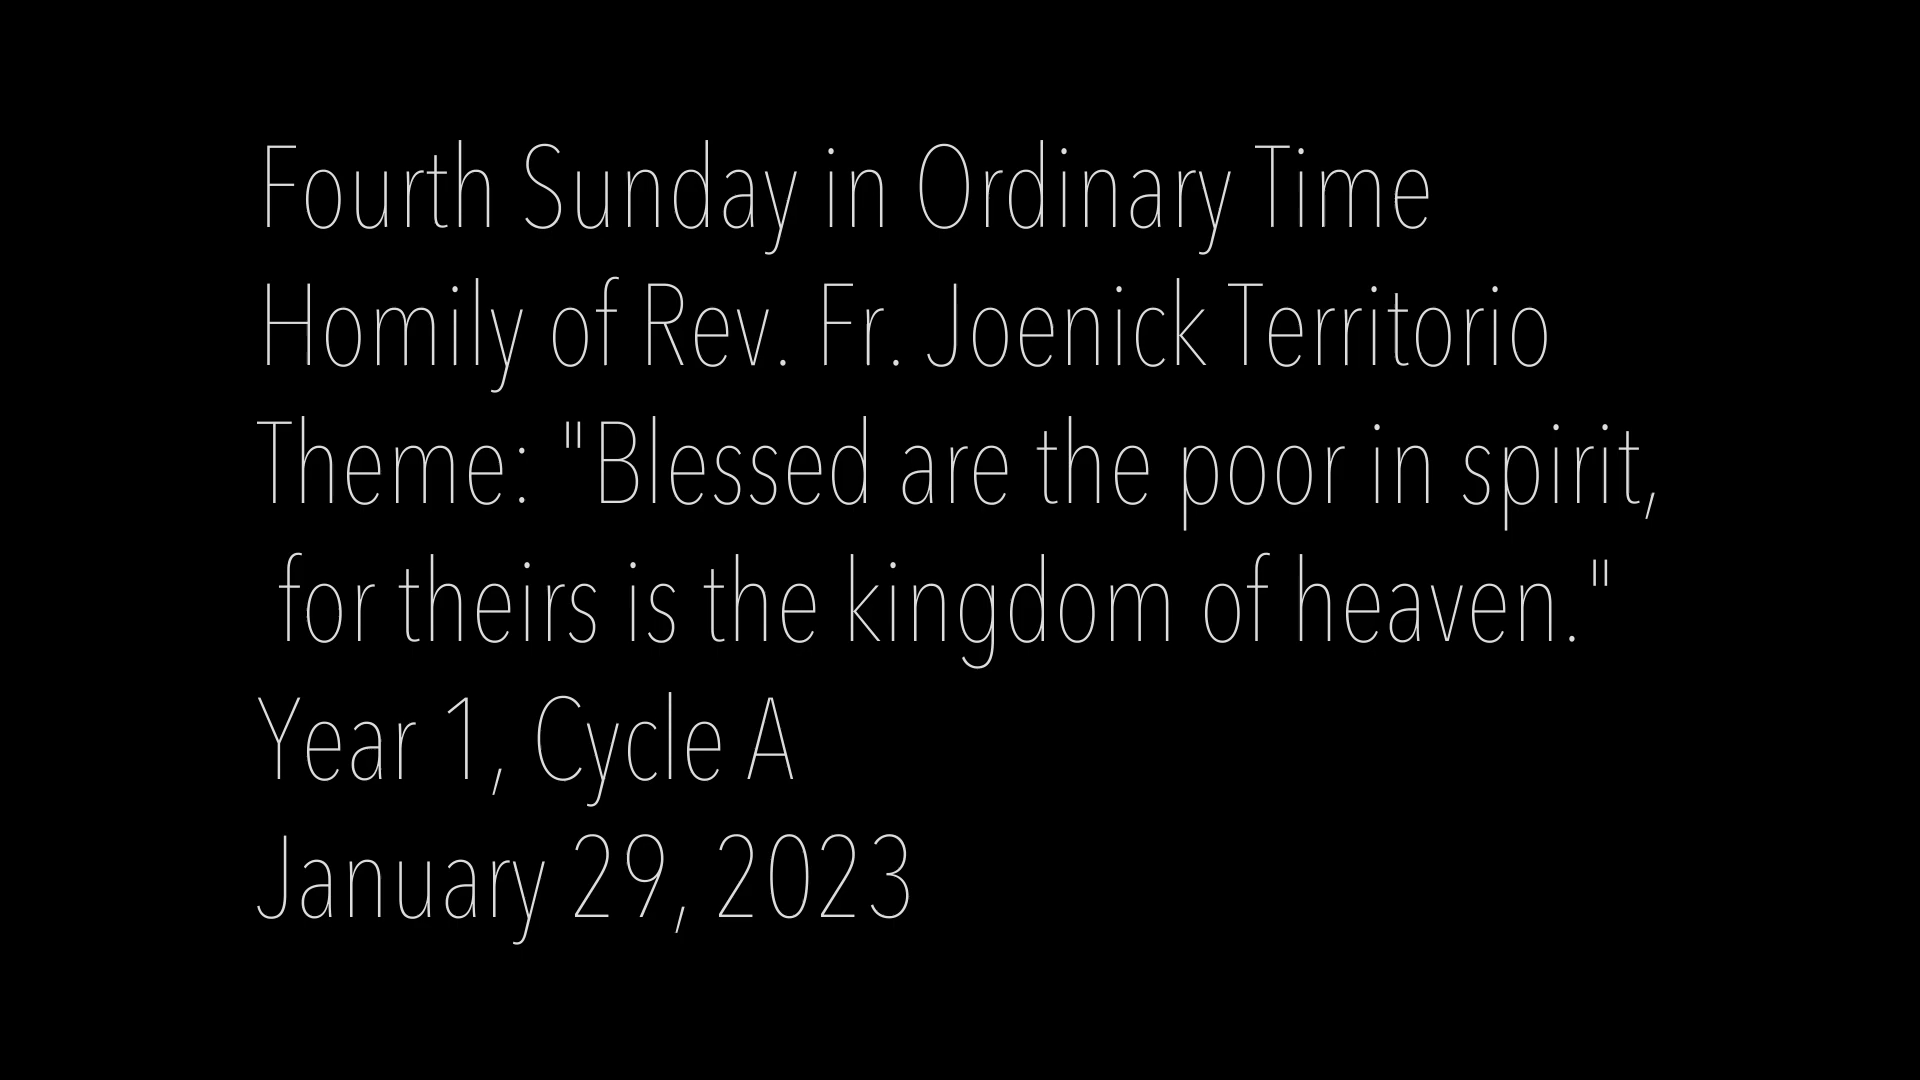 Fourth Sunday in Ordinary Time
Homily of Rev. Fr. Joenick Territorio
Theme: "Blessed are the poor in spirit,
for theirs is the kingdom of heaven."
Year 1, Cycle A
January 29, 2023